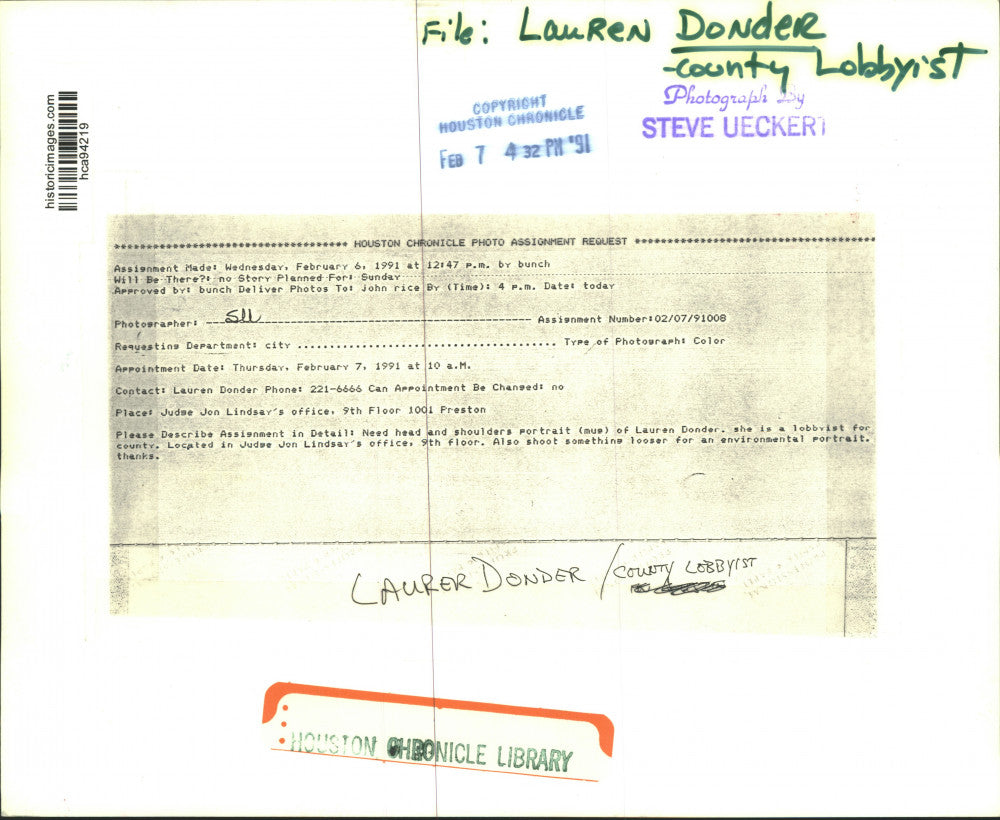 File: Lauren Donder
-county Lobbyist
historicimages.com
hca94219
COPYRIGHT
HOUSTON CHRONICLE
FEB 7 4 32 PM '91
Photograph By
STEVE UECKERT
*********************************** HOUSTON CHRONICLE PHOTO ASSIGNMENT REQUEST ***********************************
Assignment Made: Wednesday, February 6, 1991 at 12:47 p.m. by bunch
Will Be There?: no Story Planned For: Sunday
Approved by: bunch Deliver Photos To: john rice By (Time): 4 p.m. Date: today
Photographer: ---SU--- Assignment Number:02/07/91008
Requesting Department: city ....................................... Type of Photograph: Color
Appointment Date: Thursday, February 7, 1991 at 10 a.M.
Contact: Lauren Donder Phone: 221-6666 Can Appointment Be Changed: no
Place: Judge Jon Lindsay's office, 9th Floor 1001 Preston
Please Describe Assignment in Detail: Need head and shoulders portrait (mug) of Lauren Donder. she is a lobbyist for
county. Located in Judge Jon Lindsay's office, 9th floor. Also shoot something looser for an environmental portrait.
thanks.
LAURER DONDER / COUNTY LOBBYIST
HOUSTON CHRONICLE LIBRARY